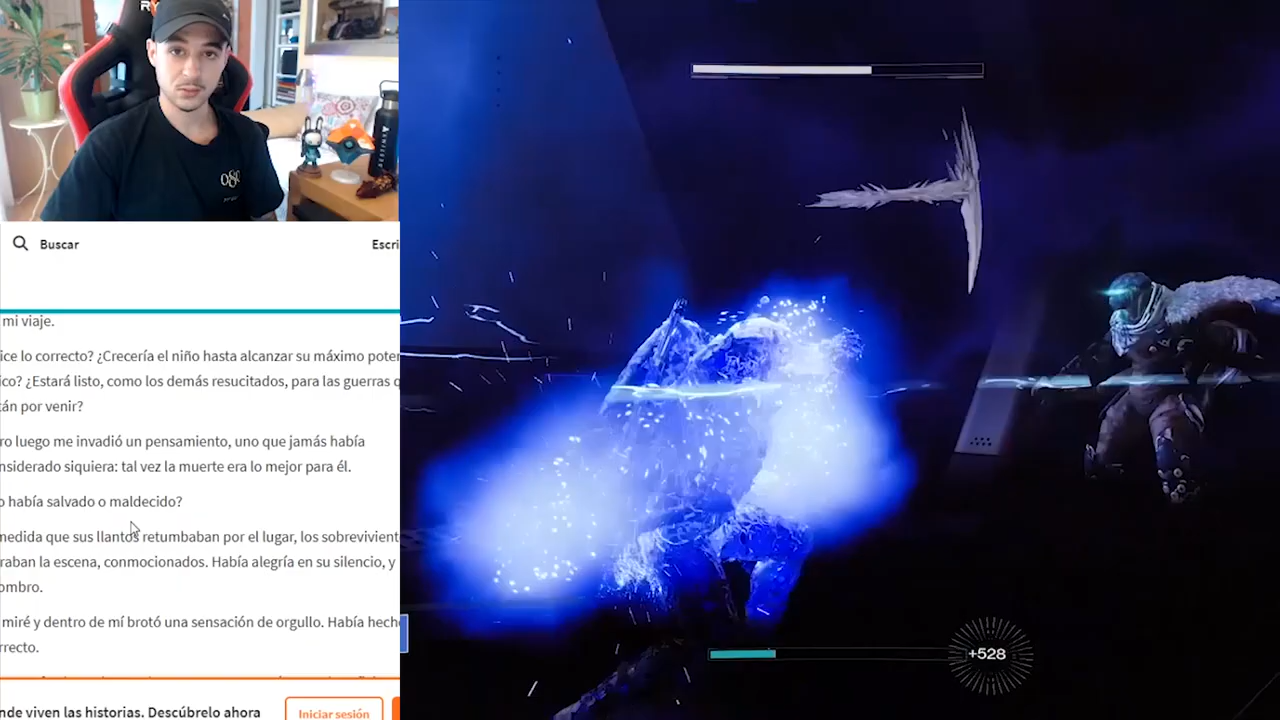 Buscar
Escri
mi viaje.
ice lo correcto? ¿Crecería el niño hasta alcanzar su máximo poten
ico? ¿Estará listo, como los demás resucitados, para las guerras q
tán por venir?
ro luego me invadió un pensamiento, uno que jamás había
nsiderado siquiera: tal vez la muerte era lo mejor para él.
o había salvado o maldecido?
medida que sus llantos retumbaban por el lugar, los sobrevivient
raban la escena, conmocionados. Había alegría en su silencio, y
ombro.
miré y dentro de mí brotó una sensación de orgullo. Había hech
rrecto.
nde viven las historias. Descúbrelo ahora
Iniciar sesión
+528